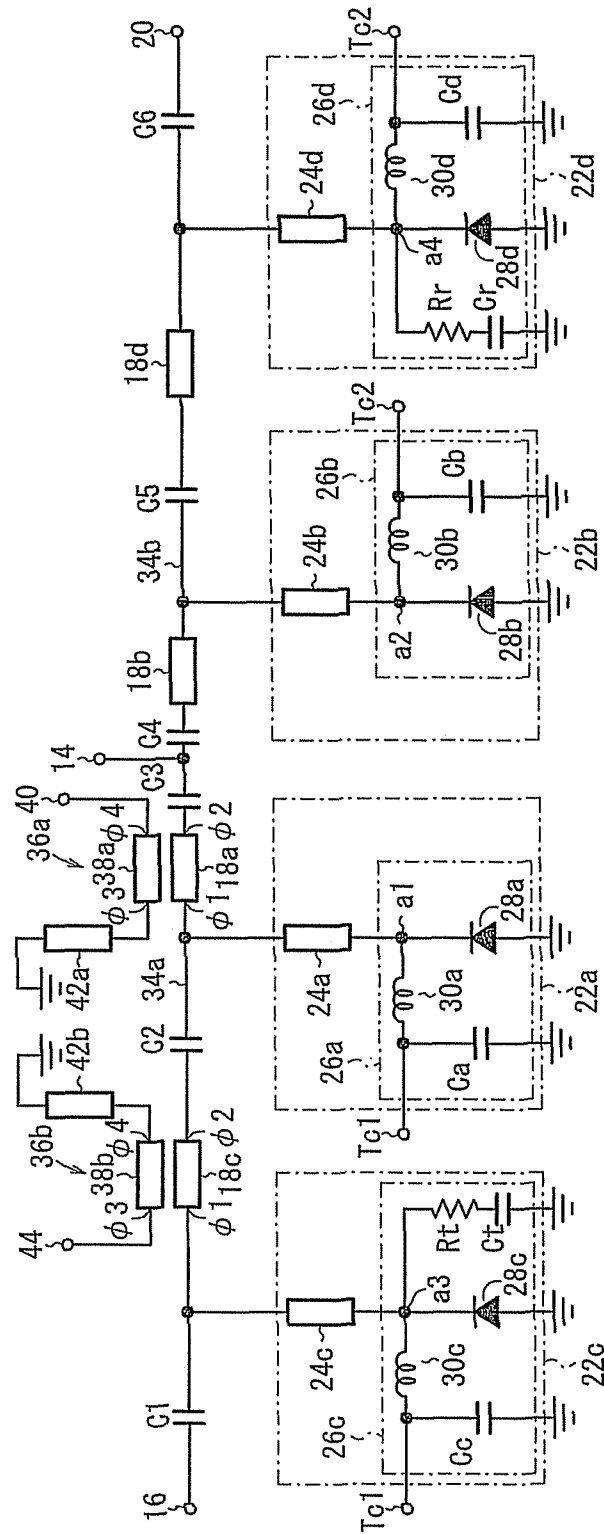 16
C1
36b
44
ϕ3
38b
ϕ4
42b
ϕ1
18c
ϕ2
C2
34a
42a
36a
40
ϕ3
38a
ϕ4
ϕ1
18a
ϕ2
C3
14
C4
18b
34b
C5
18d
C6
20
Tc1
26c
24c
30c
Cc
a3
28c
Rt
Ct
22c
Tc1
26a
24a
30a
Ca
a1
28a
22a
24b
a2
26b
30b
Cb
28b
22b
Tc2
24d
a4
26d
30d
Cd
Rr
Cr
28d
22d
Tc2